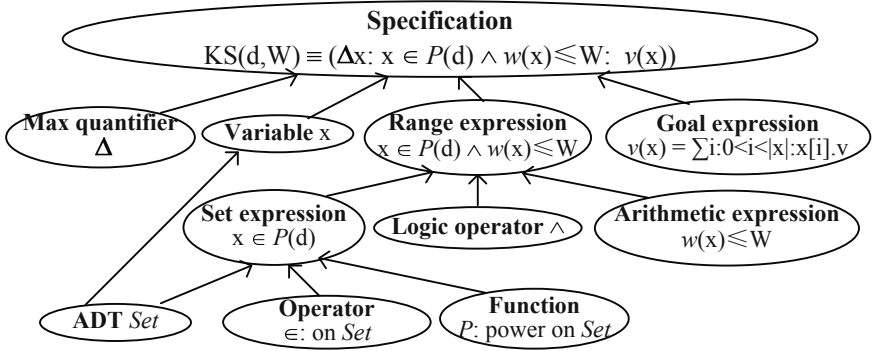 Specification
KS(d,W) ≡ (Δx: x ∈ P(d) ∧ w(x)≤W: v(x))
Max quantifier
Δ
Variable x
Range expression
x ∈ P(d) ∧ w(x)≤W
Goal expression
v(x) = ∑i:0<i<|x|:x[i].v
Set expression
x ∈ P(d)
Logic operator ∧
Arithmetic expression
w(x)≤W
ADT Set
Operator
∈: on Set
Function
P: power on Set